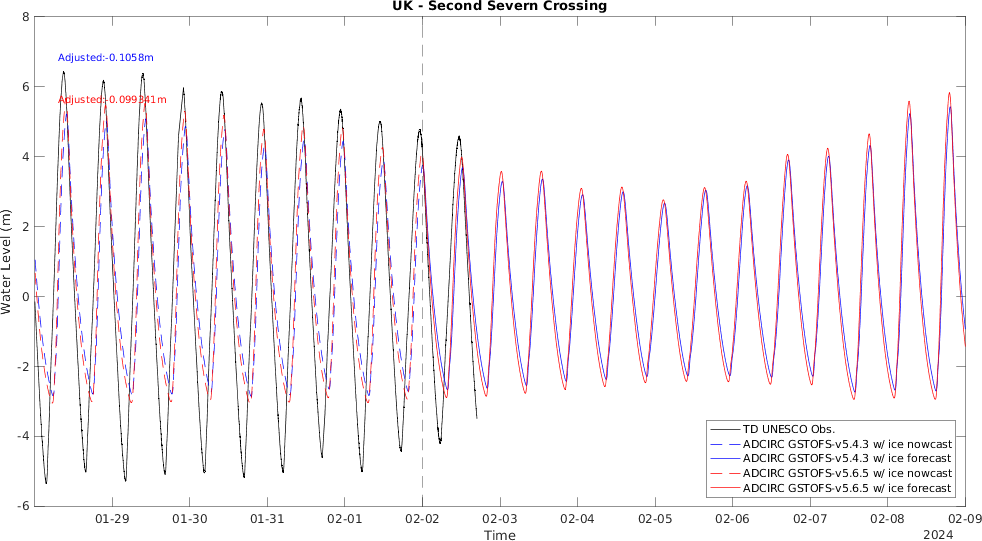 UK - Second Severn Crossing
8
6
4
2
0
-2
-4
-6
Water Level (m)
Adjusted:-0.1058m
Adjusted:-0.099341m
TD UNESCO Obs.
ADCIRC GSTOFS-v5.4.3 w/ ice nowcast
ADCIRC GSTOFS-v5.4.3 w/ ice forecast
ADCIRC GSTOFS-v5.6.5 w/ ice nowcast
ADCIRC GSTOFS-v5.6.5 w/ ice forecast
01-29 01-30 01-31 02-01 02-02 02-03 02-04 02-05 02-06 02-07 02-08 02-09
Time
2024